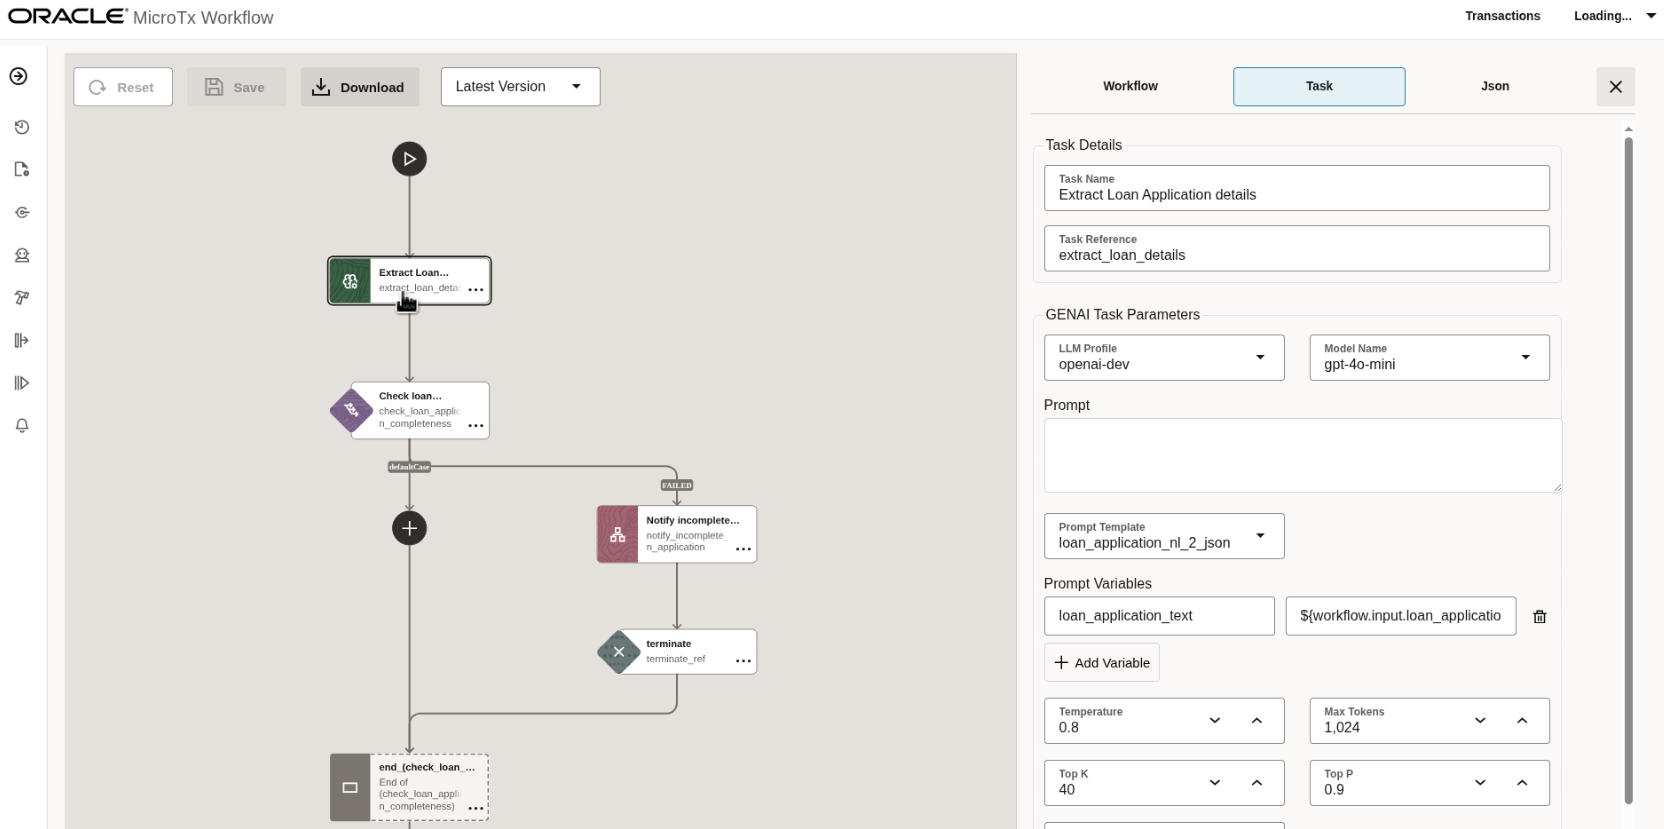 ORACLE® MicroTx Workflow
Transactions
Loading...
Reset
Save
Download
Latest Version
Extract Loan...
extract_loan_detai
Check loan...
check_loan_applic
n_completeness
defaultCase
FAILED
Notify incomplete...
notify_incomplete_
n_application
terminate
terminate_ref
end_(check_loan_...
End of
(check_loan_appli
n_completeness)
Workflow
Task
Json
Task Details
Task Name
Extract Loan Application details
Task Reference
extract_loan_details
GENAI Task Parameters
LLM Profile
openai-dev
Model Name
gpt-4o-mini
Prompt
Prompt Template
loan_application_nl_2_json
Prompt Variables
loan_application_text
${workflow.input.loan_applicatio
Add Variable
Temperature
0.8
Max Tokens
1,024
Top K
40
Top P
0.9